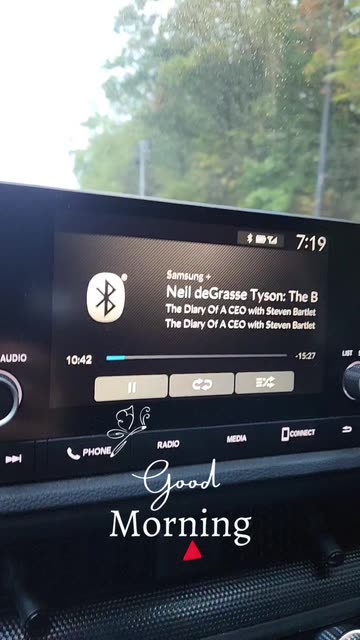 7:19
Samsung +
Neil deGrasse Tyson: The B
The Diary Of A CEO with Steven Bartlet
The Diary Of A CEO with Steven Bartlet
AUDIO
10:42
-15:27
LIST
PHONE
RADIO
MEDIA
CONNECT
Good
Morning